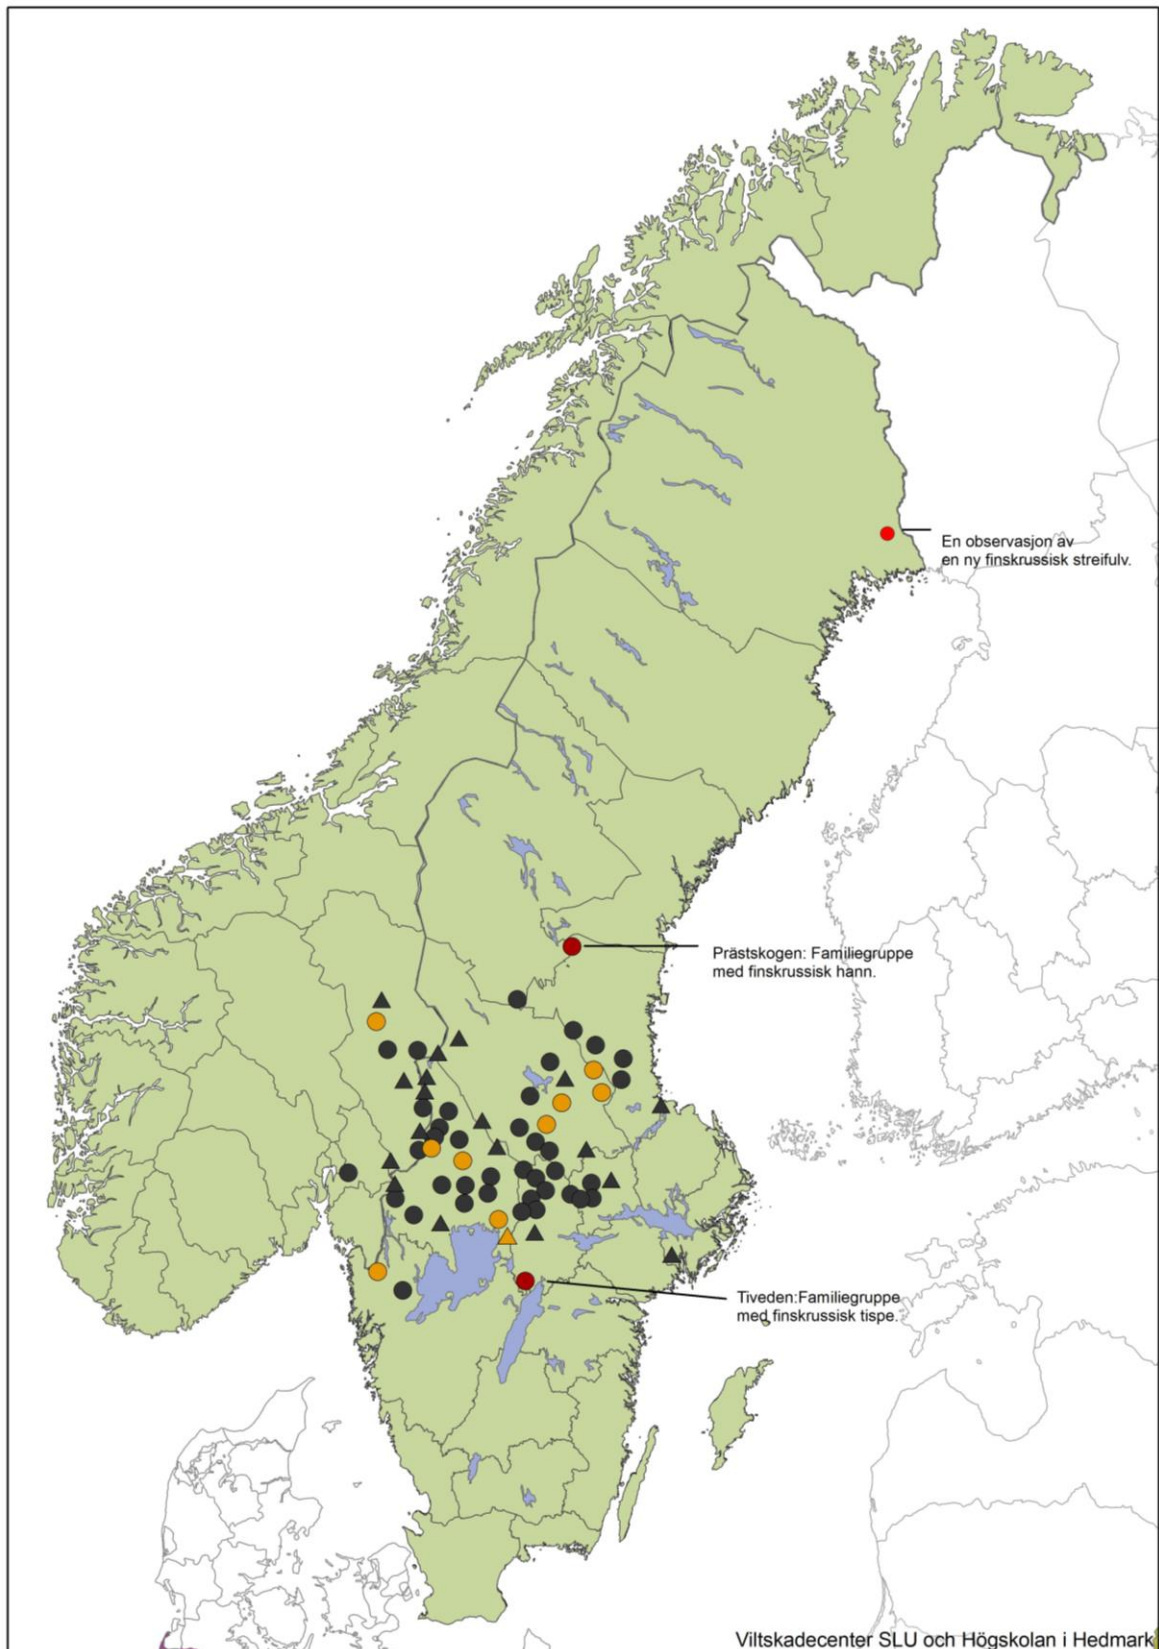 En observasjon av
en ny finskrussisk streifulv.
Prästskogen: Familiegruppe
med finskrussisk hann.
Tiveden:Familiegruppe
med finskrussisk tispe.
Viltskadecenter SLU och Högskolan i Hedmark